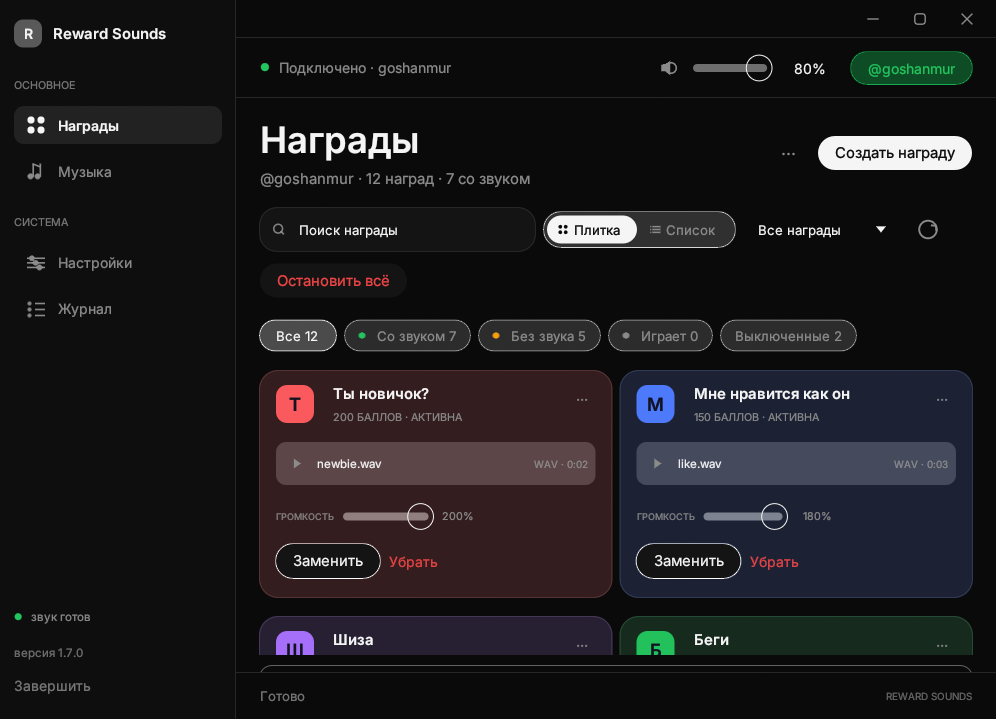 R Reward Sounds
ОСНОВНОЕ
Награды
Музыка
СИСТЕМА
Настройки
Журнал
звук готов
версия 1.7.0
Завершить
Подключено · goshanmur
80%
@goshanmur
Награды
@goshanmur · 12 наград · 7 со звуком
...
Создать награду
Поиск награды
Плитка
Список
Все награды
Остановить всё
Все 12
Со звуком 7
Без звука 5
Играет 0
Выключенные 2
Т
Ты новичок?
...
200 БАЛЛОВ · АКТИВНА
newbie.wav
WAV · 0:02
ГРОМКОСТЬ
200%
Заменить
Убрать
М
Мне нравится как он
...
150 БАЛЛОВ · АКТИВНА
like.wav
WAV · 0:03
ГРОМКОСТЬ
180%
Заменить
Убрать
Ш
Шиза
...
Б
Беги
...
Готово
REWARD SOUNDS